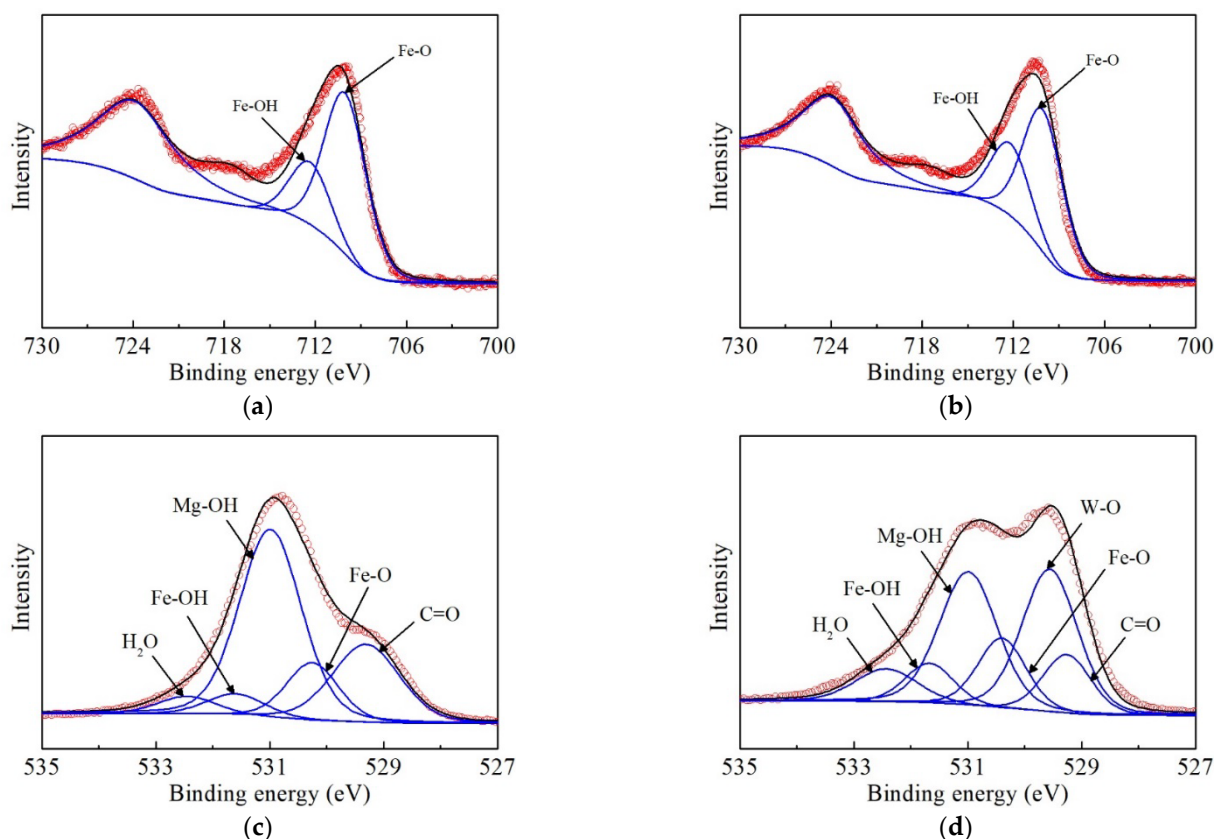 Fe-O
Fe-OH
Intensity
730 724 718 712 706 700
Binding energy (eV)
(a)
Fe-O
Fe-OH
Intensity
730 724 718 712 706 700
Binding energy (eV)
(b)
Mg-OH
Fe-O
Fe-OH
C=O
H₂O
Intensity
535 533 531 529 527
Binding energy (eV)
(c)
W-O
Mg-OH
Fe-O
Fe-OH
C=O
H₂O
Intensity
535 533 531 529 527
Binding energy (eV)
(d)